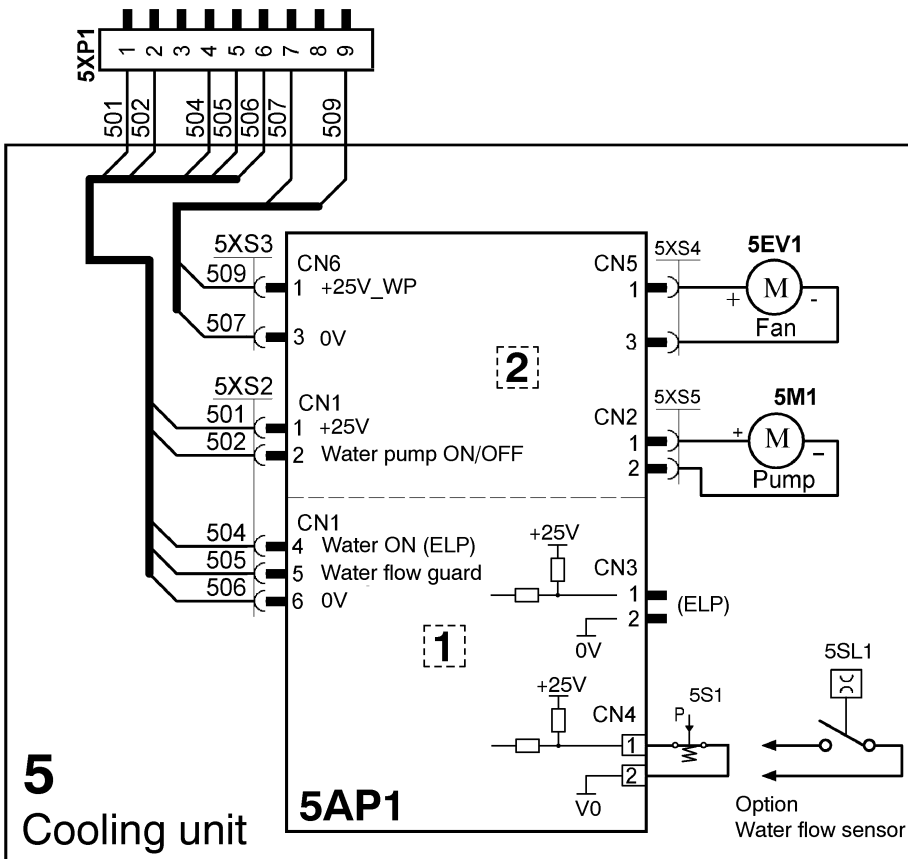 5XP1
1 2 3 4 5 6 7 8 9
501 502 504 505 506 507 509
5XS3
509
507
CN6
1 +25V_WP
3 0V
5XS2
501
502
CN1
1 +25V
2 Water pump ON/OFF
504
505
506
CN1
4 Water ON (ELP)
5 Water flow guard
6 0V
2
CN5
1
3
5XS4
5EV1
+ M -
Fan
CN2
1
2
5XS5
5M1
+ M –
Pump
+25V
CN3
1
2
(ELP)
0V
1
+25V
CN4
1
2
V0
5S1
P
5SL1
Option
Water flow sensor
5AP1
5
Cooling unit